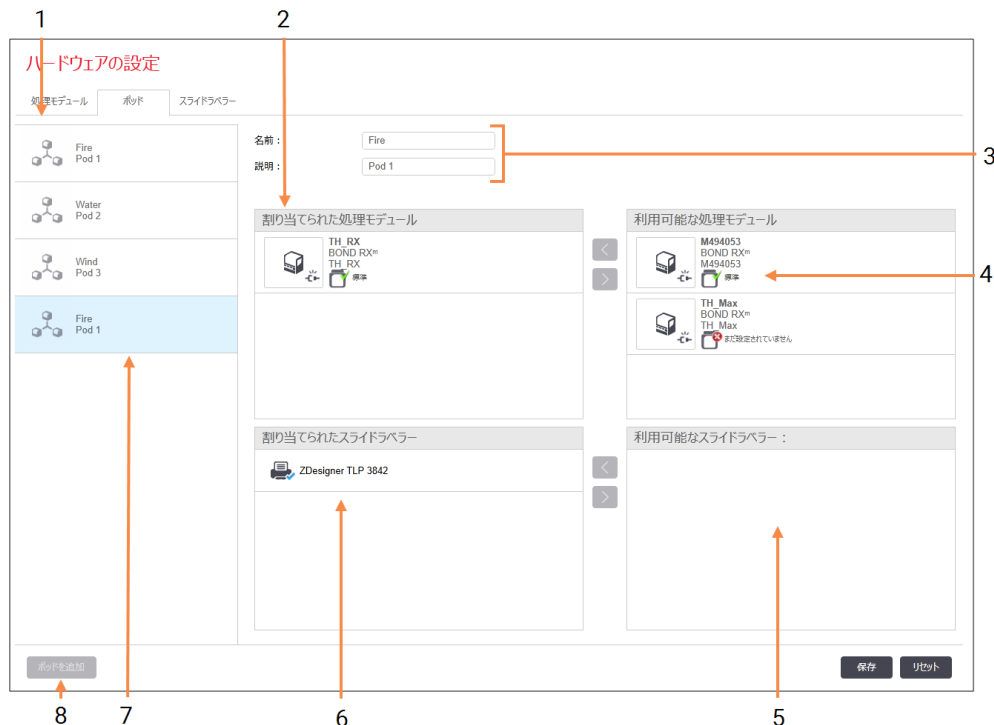 1
ハードウェアの設定
処理モジュール ポッド スライドラベラー
Fire
Pod 1
Water
Pod 2
Wind
Pod 3
Fire
Pod 1
名前： Fire
説明： Pod 1
3
2
割り当てられた処理モジュール
TH_RX
BOND RXᵐ
TH_RX
標準
<
>
利用可能な処理モジュール
M494053
BOND RXᵐ
M494053
標準
4
TH_Max
BOND RXᵐ
TH_Max
まだ設定されていません
割り当てられたスライドラベラー
ZDesigner TLP 3842
<
>
利用可能なスライドラベラー：
ポッドを追加
保存 リセット
8 7 6 5